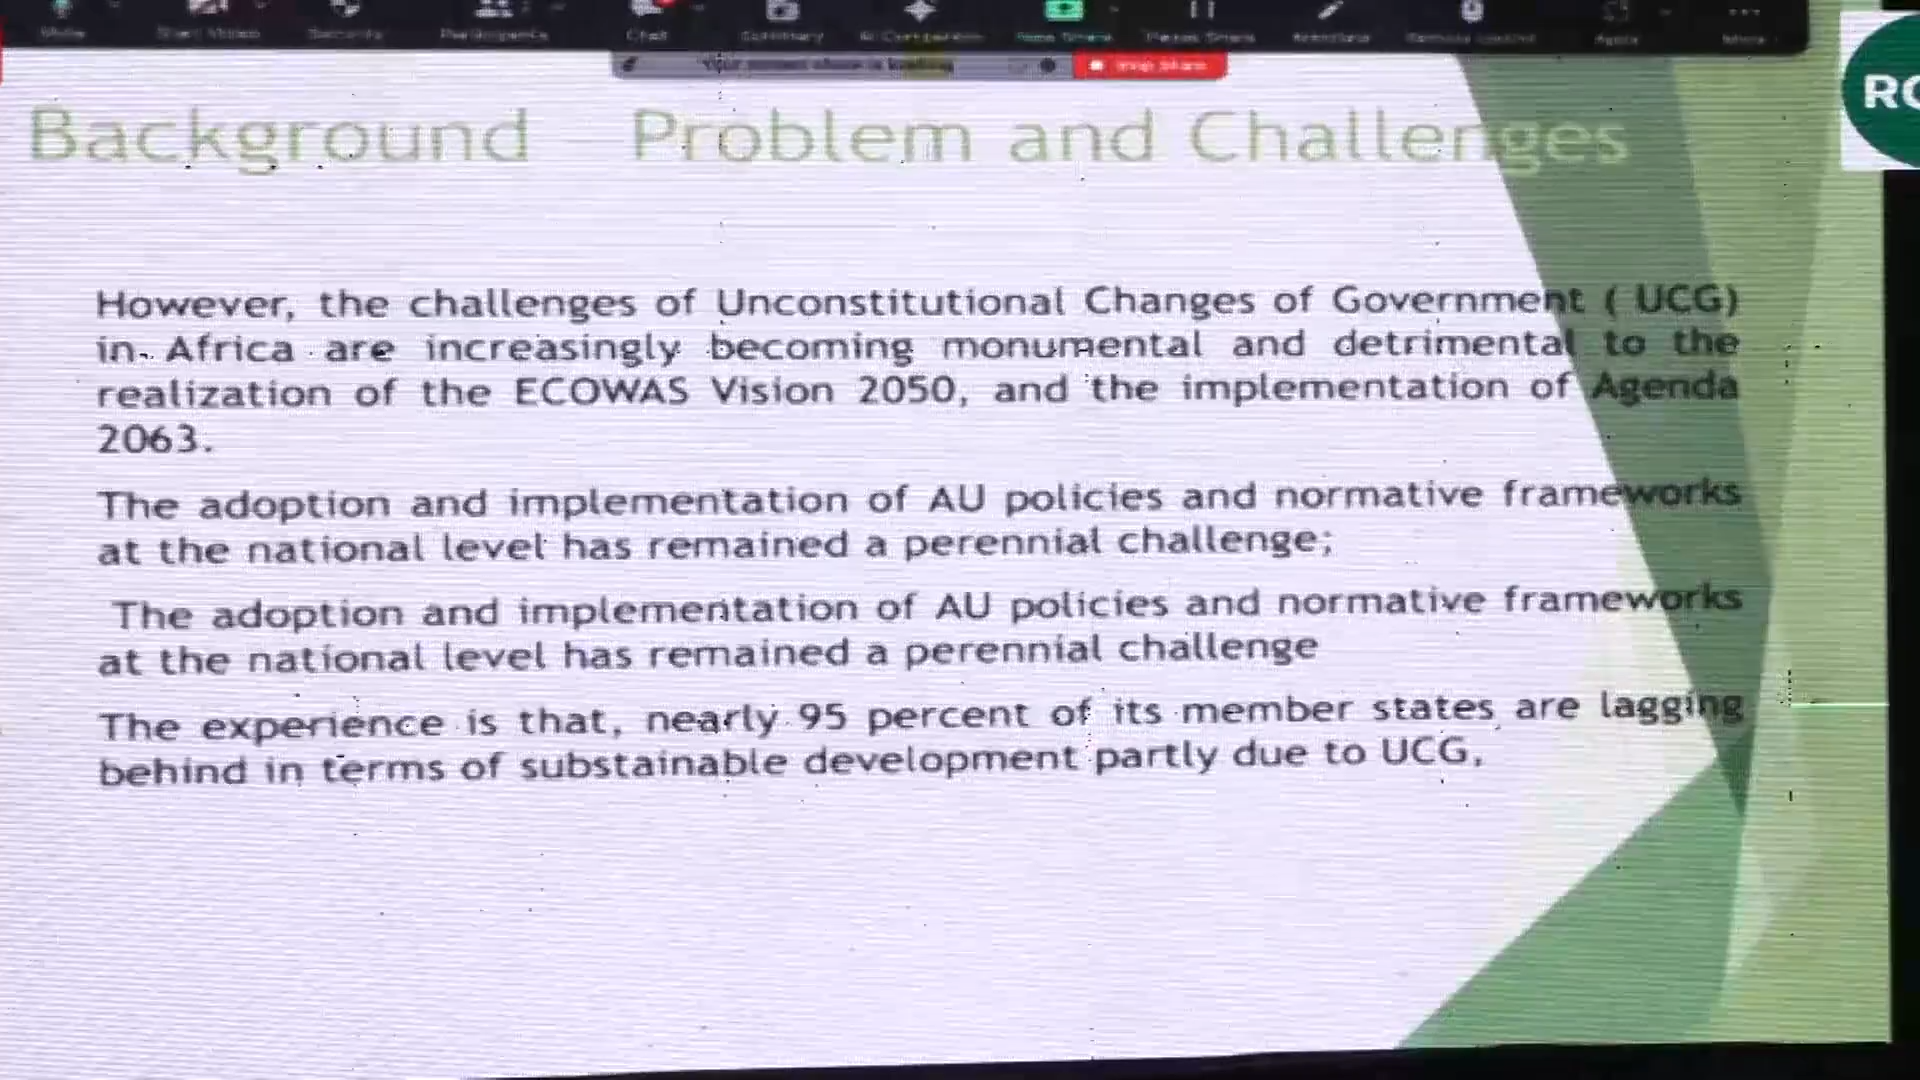 Chat
Background Problem and Challenges
RO
However, the challenges of Unconstitutional Changes of Government ( UCG)
in Africa are increasingly becoming monumental and detrimental to the
realization of the ECOWAS Vision 2050, and the implementation of Agenda
2063.
The adoption and implementation of AU policies and normative frameworks
at the national level has remained a perennial challenge;
The adoption and implementation of AU policies and normative frameworks
at the national level has remained a perennial challenge
The experience is that, nearly 95 percent of its member states are lagging
behind in terms of substainable development partly due to UCG,